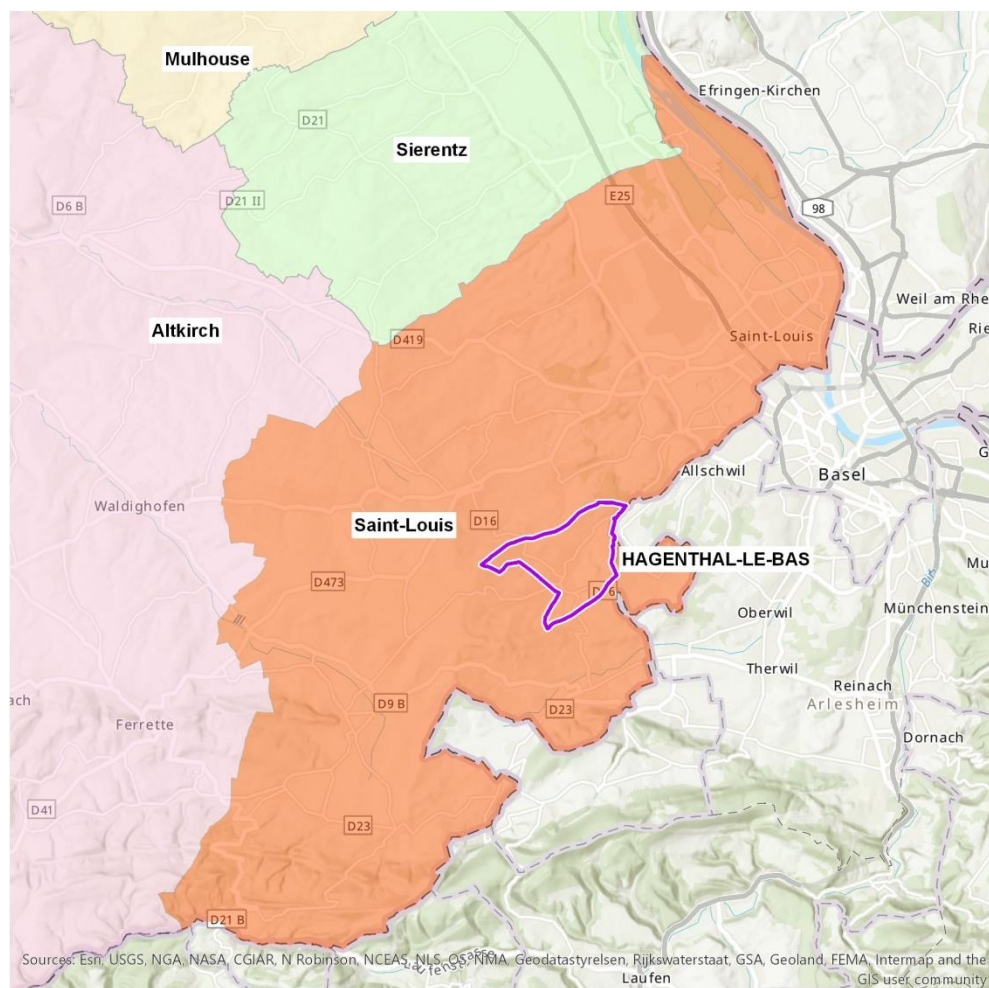 Mulhouse
Efringen-Kirchen
D21
Sierentz
D6 B
D21 II
E25
98
Weil am Rhe
Altkirch
Rie
D419
Saint-Louis
G
Allschwil
Basel
Waldighofen
D16
Saint-Louis
HAGENTHAL-LE-BAS
Mu
D473
Birs
Münchenstein
Oberwil
Therwil
Reinach
ach
D9 B
Arlesheim
D23
Ferrette
Dornach
D41
D23
D21 B
Sources: Esri, USGS, NGA, NASA, CGIAR, N Robinson, NCEAS, NLS, OS, NMA, Geodatastyrelsen, Rijkswaterstaat, GSA, Geoland, FEMA, Intermap and the
Laufen
GIS user community